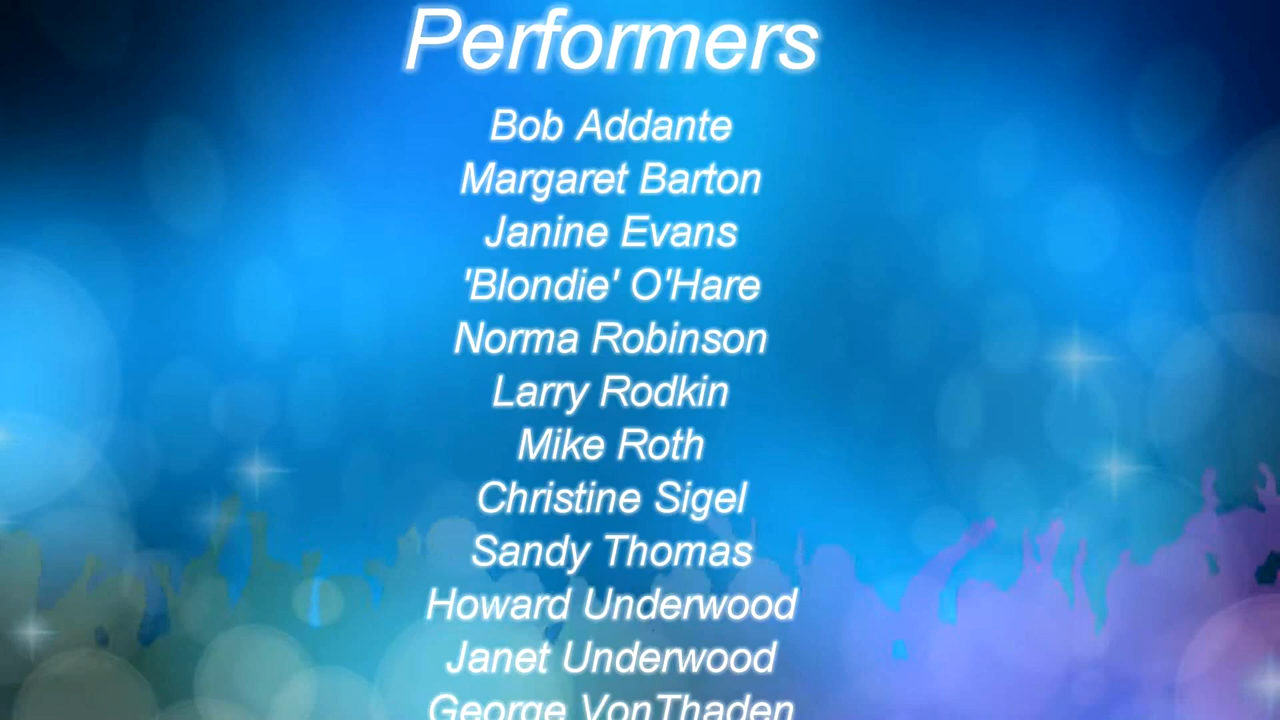 Performers
Bob Addante
Margaret Barton
Janine Evans
'Blondie' O'Hare
Norma Robinson
Larry Rodkin
Mike Roth
Christine Sigel
Sandy Thomas
Howard Underwood
Janet Underwood
George VonThaden